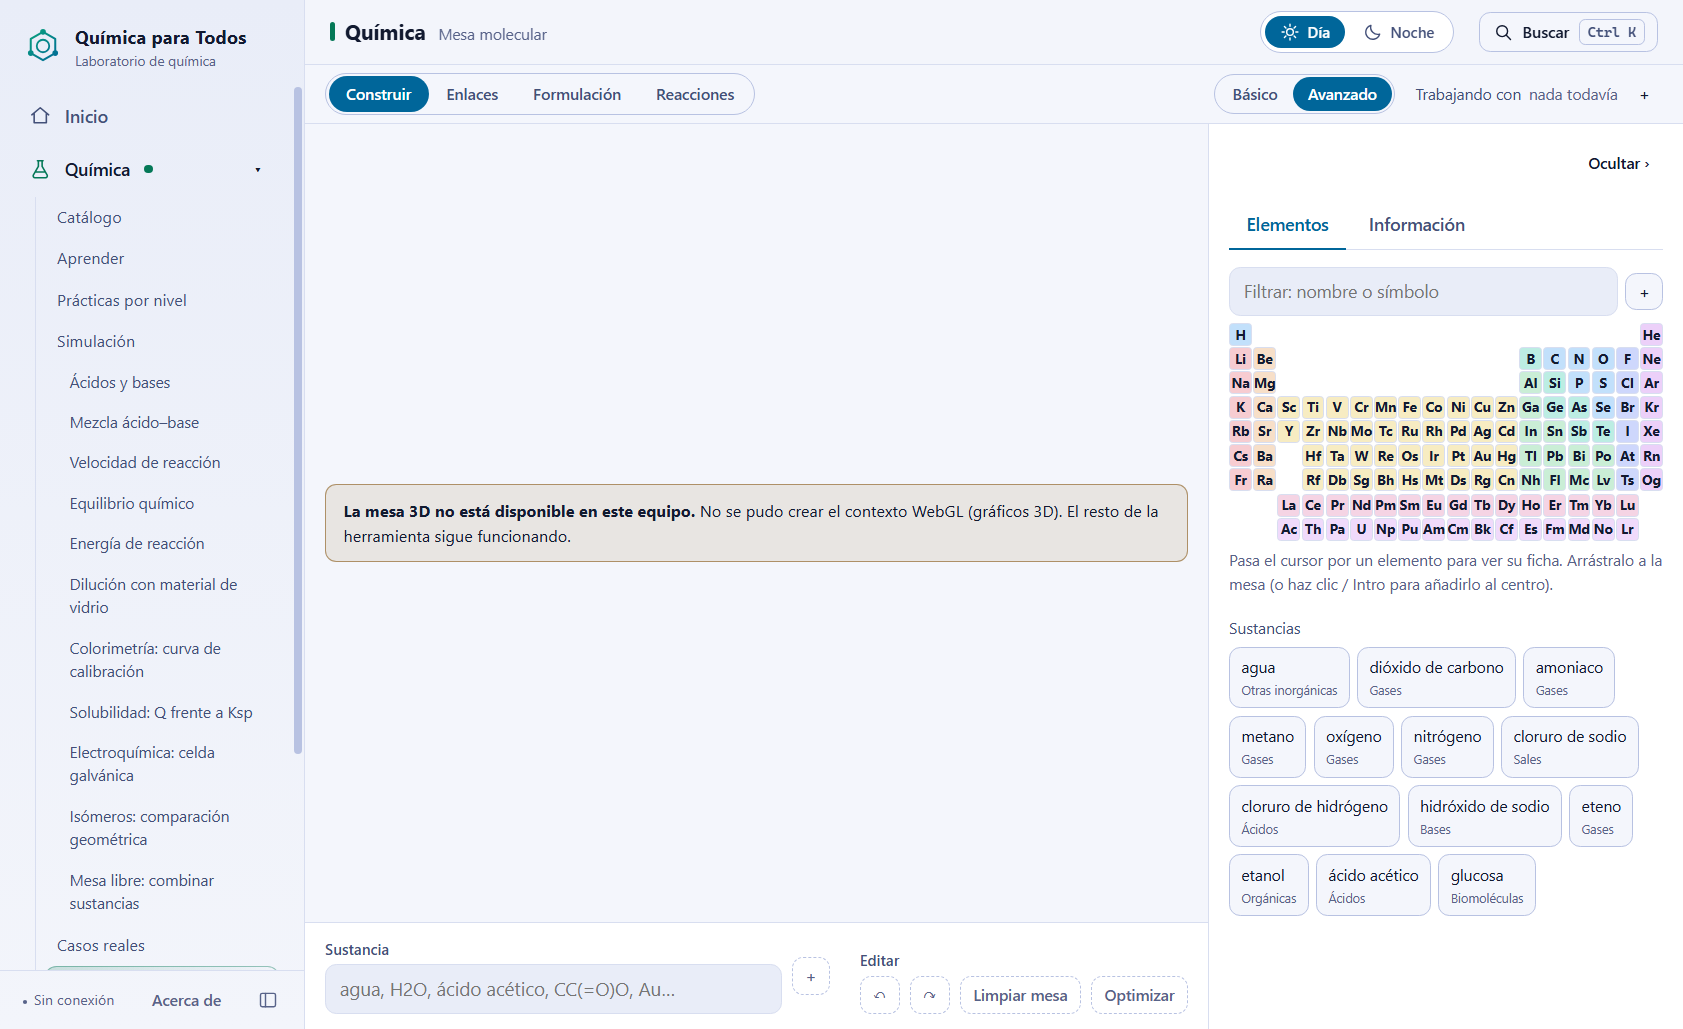 Química para Todos
Laboratorio de química
Inicio
Química
Catálogo
Aprender
Prácticas por nivel
Simulación
Ácidos y bases
Mezcla ácido–base
Velocidad de reacción
Equilibrio químico
Energía de reacción
Dilución con material de
vidrio
Colorimetría: curva de
calibración
Solubilidad: Q frente a Ksp
Electroquímica: celda
galvánica
Isómeros: comparación
geométrica
Mesa libre: combinar
sustancias
Casos reales
Sin conexión
Acerca de
Química Mesa molecular
Día
Noche
Buscar Ctrl K
Construir
Enlaces
Formulación
Reacciones
Básico
Avanzado
Trabajando con nada todavía +
La mesa 3D no está disponible en este equipo. No se pudo crear el contexto WebGL (gráficos 3D). El resto de la
herramienta sigue funcionando.
Sustancia
agua, H2O, ácido acético, CC(=O)O, Au...
+
Editar
Limpiar mesa
Optimizar
Ocultar ›
Elementos
Información
Filtrar: nombre o símbolo
+
H He
Li Be B C N O F Ne
Na Mg Al Si P S Cl Ar
K Ca Sc Ti V Cr Mn Fe Co Ni Cu Zn Ga Ge As Se Br Kr
Rb Sr Y Zr Nb Mo Tc Ru Rh Pd Ag Cd In Sn Sb Te I Xe
Cs Ba Hf Ta W Re Os Ir Pt Au Hg Tl Pb Bi Po At Rn
Fr Ra Rf Db Sg Bh Hs Mt Ds Rg Cn Nh Fl Mc Lv Ts Og
La Ce Pr Nd Pm Sm Eu Gd Tb Dy Ho Er Tm Yb Lu
Ac Th Pa U Np Pu Am Cm Bk Cf Es Fm Md No Lr
Pasa el cursor por un elemento para ver su ficha. Arrástralo a la
mesa (o haz clic / Intro para añadirlo al centro).
Sustancias
agua
Otras inorgánicas
dióxido de carbono
Gases
amoniaco
Gases
metano
Gases
oxígeno
Gases
nitrógeno
Gases
cloruro de sodio
Sales
cloruro de hidrógeno
Ácidos
hidróxido de sodio
Bases
eteno
Gases
etanol
Orgánicas
ácido acético
Ácidos
glucosa
Biomoléculas